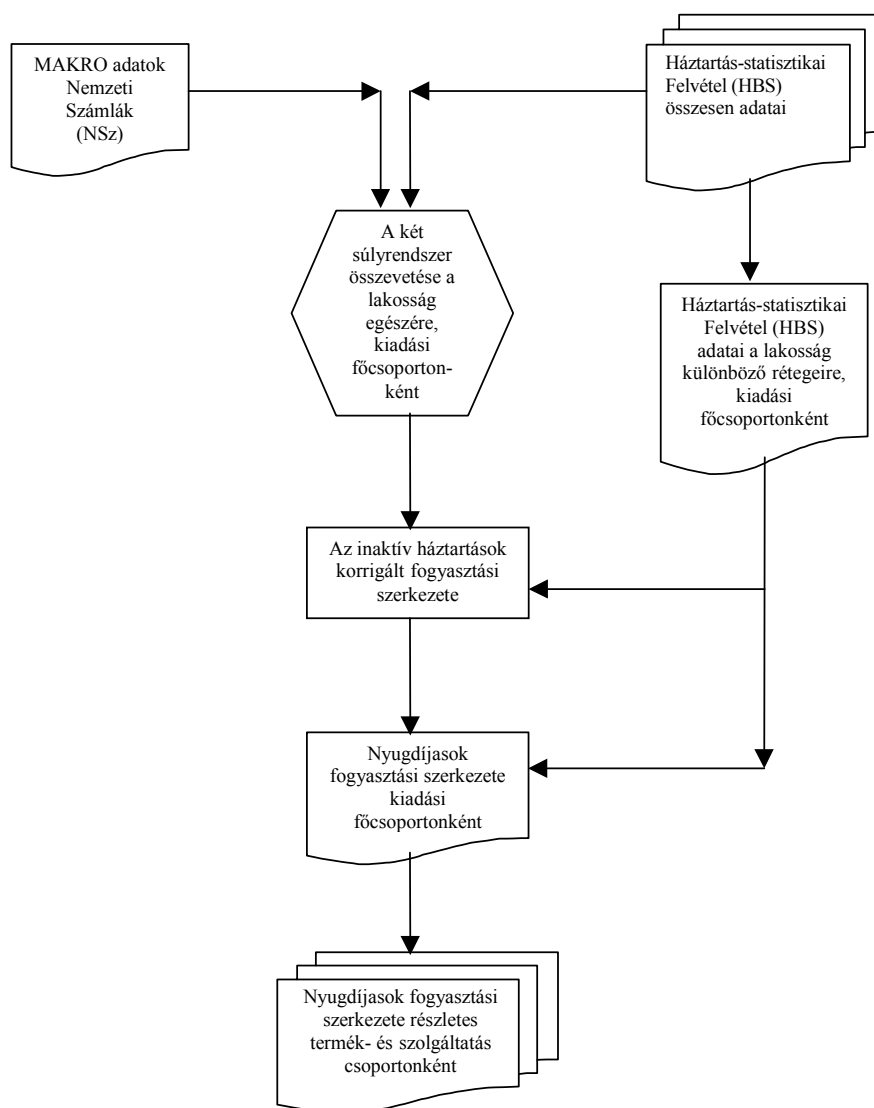 MAKRO adatok
Nemzeti
Számlák
(NSz)
Háztartás-statisztikai
Felvétel (HBS)
összesen adatai
A két
súlyrendszer
összevetése a
lakosság
egészére,
kiadási
főcsoporton-
ként
Háztartás-statisztikai
Felvétel (HBS)
adatai a lakosság
különböző rétegeire,
kiadási
főcsoportonként
Az inaktív háztartások
korrigált fogyasztási
szerkezete
Nyugdíjasok
fogyasztási szerkezete
kiadási
főcsoportonként
Nyugdíjasok fogyasztási
szerkezete részletes
termék- és szolgáltatás
csoportonként